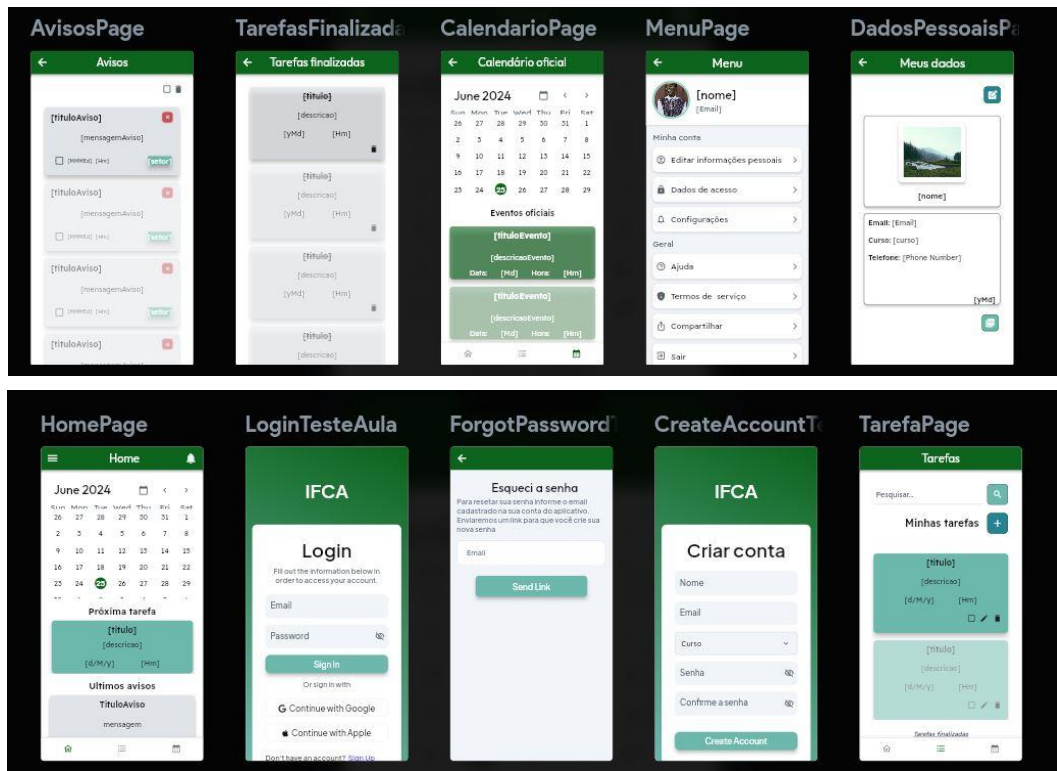 AvisosPage
Avisos
[tituloAviso]
[mensagemAviso]
[MMMEd] [Hm] [setor]
[tituloAviso]
[mensagemAviso]
[MMMEd] [Hm] [setor]
[tituloAviso]
[mensagemAviso]
[MMMEd] [Hm] [setor]
[tituloAviso]
TarefasFinalizada
Tarefas finalizadas
[titulo]
[descricao]
[yMd] [Hm]
[titulo]
[descricao]
[yMd] [Hm]
[titulo]
[descricao]
[yMd] [Hm]
[titulo]
[descricao]
CalendarioPage
Calendário oficial
June 2024
Sun Mon Tue Wed Thu Fri Sat
26 27 28 29 30 31 1
2 3 4 5 6 7 8
9 10 11 12 13 14 15
16 17 18 19 20 21 22
23 24 25 26 27 28 29
Eventos oficiais
[tituloEvento]
[descricaoEvento]
Data: [Md] Hora: [Hm]
[tituloEvento]
[descricaoEvento]
Data: [Md] Hora: [Hm]
MenuPage
Menu
[nome]
[Email]
Minha conta
Editar informações pessoais
Dados de acesso
Configurações
Geral
Ajuda
Termos de serviço
Compartilhar
Sair
DadosPessoaisPa
Meus dados
[nome]
Email: [Email]
Curso: [curso]
Telefone: [Phone Number]
[yMd]
HomePage
Home
June 2024
Sun Mon Tue Wed Thu Fri Sat
26 27 28 29 30 31 1
2 3 4 5 6 7 8
9 10 11 12 13 14 15
16 17 18 19 20 21 22
23 24 25 26 27 28 29
Próxima tarefa
[titulo]
[descricao]
[d/M/y] [Hm]
Ultimos avisos
TituloAviso
mensagem
LoginTesteAula
IFCA
Login
Fill out the information below in
order to access your account.
Email
Password
Sign In
Or sign in with
Continue with Google
Continue with Apple
Don't have an account? Sign Up
ForgotPassword
Esqueci a senha
Para resetar sua senha informe o email
cadastrado na sua conta do aplicativo.
Enviaremos um link para que você crie sua
nova senha
Email
Send Link
CreateAccountTe
IFCA
Criar conta
Nome
Email
Curso
Senha
Confirme a senha
Create Account
TarefaPage
Tarefas
Pesquisar...
Minhas tarefas
[titulo]
[descricao]
[d/M/y] [Hm]
[titulo]
[descricao]
[d/M/y] [Hm]
Tarefas finalizadas